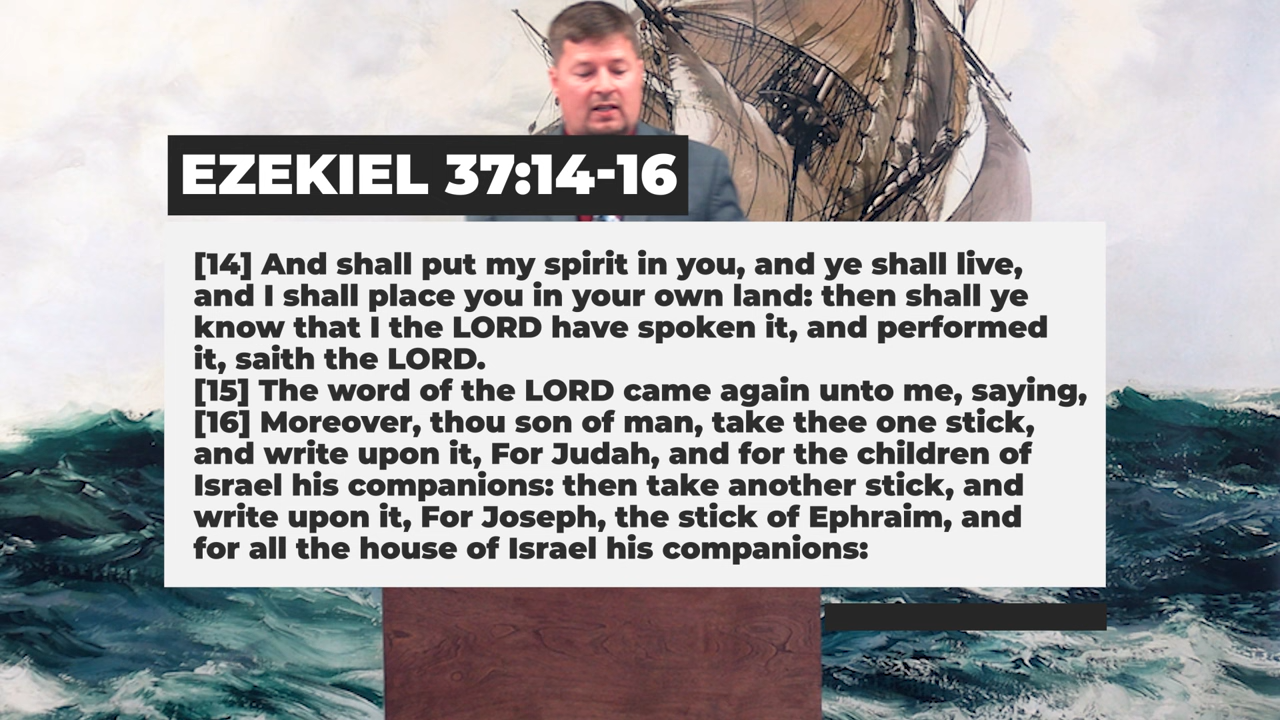 EZEKIEL 37:14-16
[14] And shall put my spirit in you, and ye shall live,
and I shall place you in your own land: then shall ye
know that I the LORD have spoken it, and performed
it, saith the LORD.
[15] The word of the LORD came again unto me, saying,
[16] Moreover, thou son of man, take thee one stick,
and write upon it, For Judah, and for the children of
Israel his companions: then take another stick, and
write upon it, For Joseph, the stick of Ephraim, and
for all the house of Israel his companions: